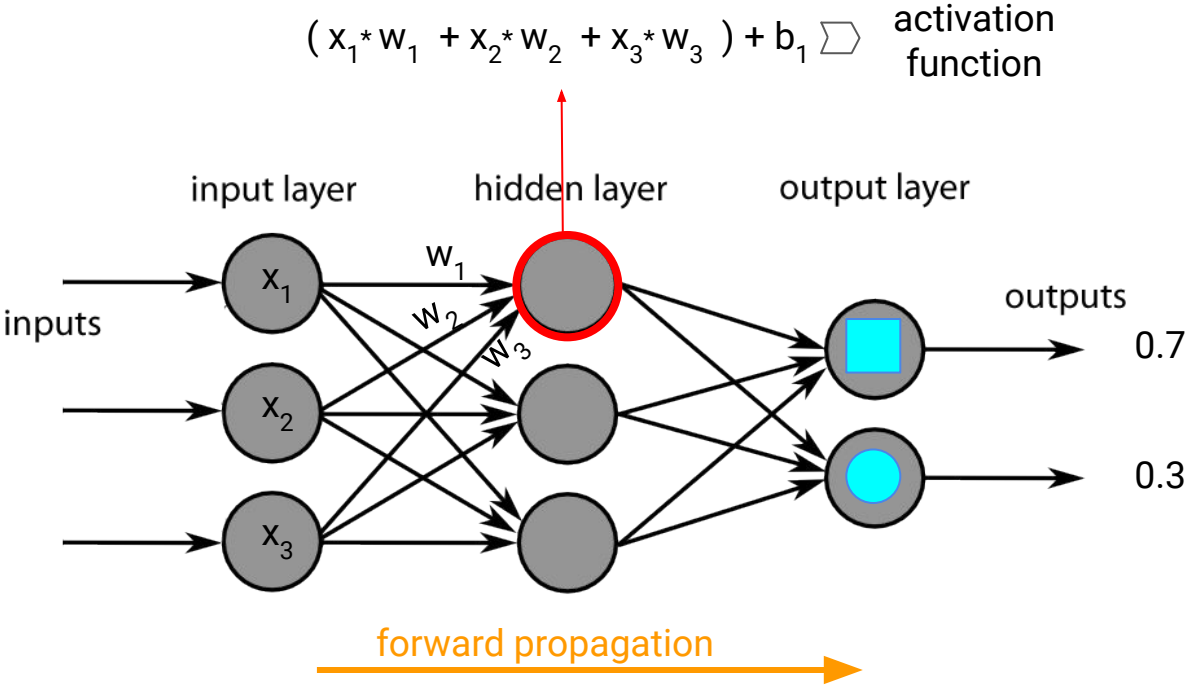 ( x₁* w₁ + x₂* w₂ + x₃* w₃ ) + b₁
activation
function
input layer
hidden layer
output layer
w₁
x₁
outputs
inputs
w₂
w₃
0.7
x₂
0.3
x₃
forward propagation